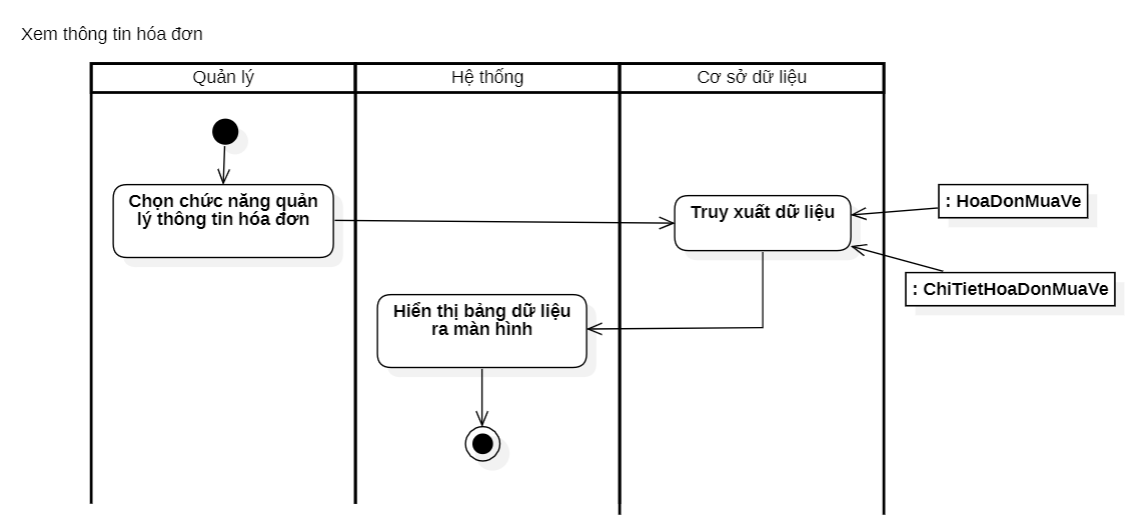 Xem thông tin hóa đơn
Quản lý
Hệ thống
Cơ sở dữ liệu
Chọn chức năng quản
lý thông tin hóa đơn
Truy xuất dữ liệu
: HoaDonMuaVe
: ChiTietHoaDonMuaVe
Hiển thị bảng dữ liệu
ra màn hình